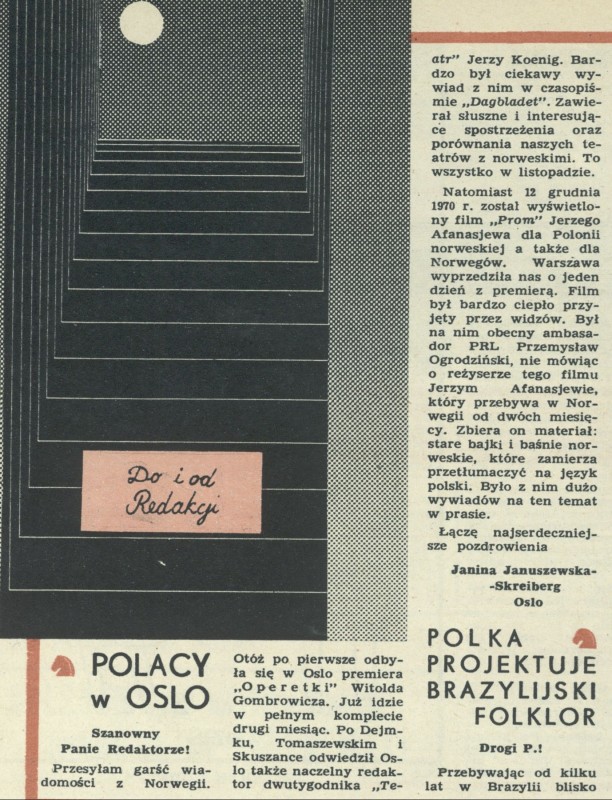 Do i od
Redakcji
POLACY
w OSLO
Szanowny
Panie Redaktorze!
Przesyłam garść wia-
domości z Norwegii.
Otóż po pierwsze odby-
ła się w Oslo premiera
„Operetki" Witolda
Gombrowicza. Już idzie
w pełnym komplecie
drugi miesiąc. Po Dejm-
ku, Tomaszewskim i
Skuszance odwiedził Os-
lo także naczelny redak-
tor dwutygodnika „Te-
atr" Jerzy Koenig. Bar-
dzo był ciekawy wy-
wiad z nim w czasopiś-
mie „Dagbladet". Zawie-
rał słuszne i interesują-
ce spostrzeżenia oraz
porównania naszych te-
atrów z norweskimi. To
wszystko w listopadzie.
Natomiast 12 grudnia
1970 r. został wyświetlo-
ny film „Prom" Jerzego
Afanasjewa dla Polonii
norweskiej a także dla
Norwegów. Warszawa
wyprzedziła nas o jeden
dzień z premierą. Film
był bardzo ciepło przy-
jęty przez widzów. Był
na nim obecny ambasa-
dor PRL Przemysław
Ogrodziński, nie mówiąc
o reżyserze tego filmu
Jerzym Afanasjewie,
który przebywa w Nor-
wegii od dwóch miesię-
cy. Zbiera on materiał:
stare bajki i baśnie nor-
weskie, które zamierza
przetłumaczyć na język
polski. Było z nim dużo
wywiadów na ten temat
w prasie.
Łączę najserdeczniej-
sze pozdrowienia
Janina Januszewska-
-Skreiberg
Oslo
POLKA
PROJEKTUJE
BRAZYLIJSKI
FOLKLOR
Drogi P.!
Przebywając od kilku
lat w Brazylii blisko